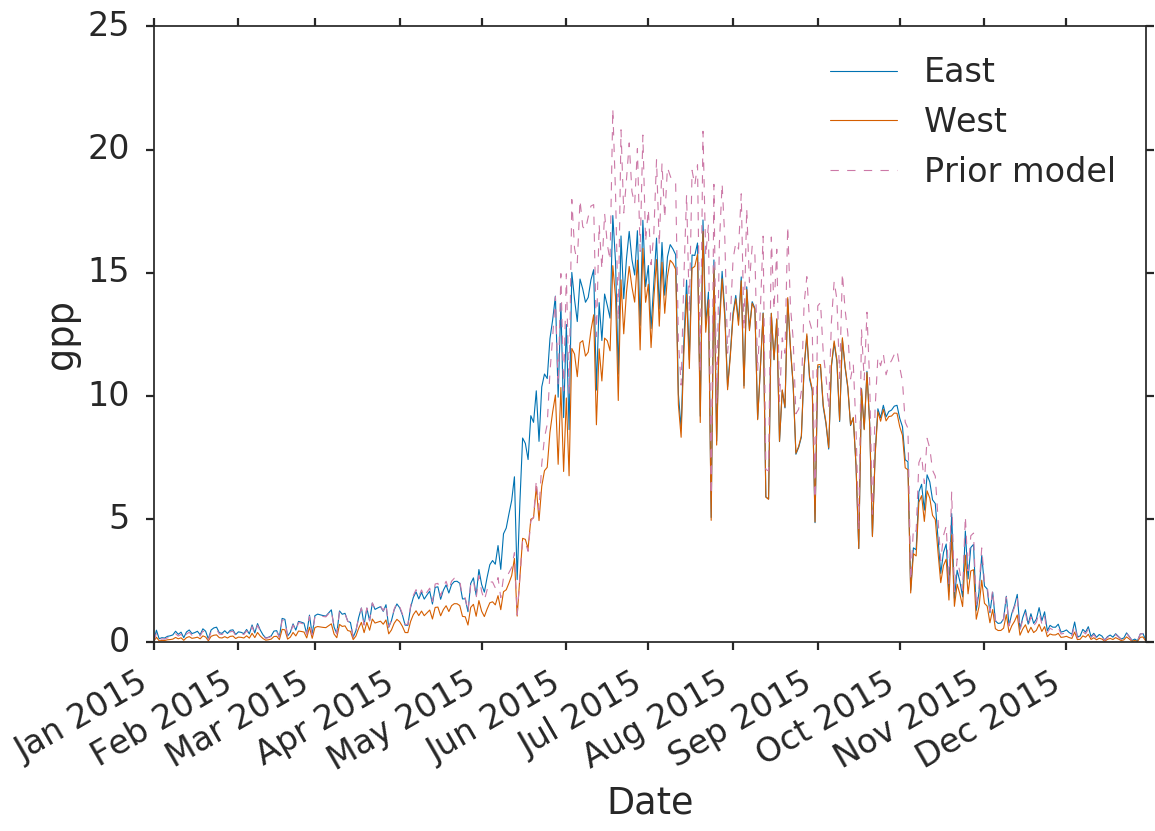 25
20
15
10
5
0
gpp
East
West
Prior model
Jan 2015
Feb 2015
Mar 2015
Apr 2015
May 2015
Jun 2015
Jul 2015
Aug 2015
Sep 2015
Oct 2015
Nov 2015
Dec 2015
Date